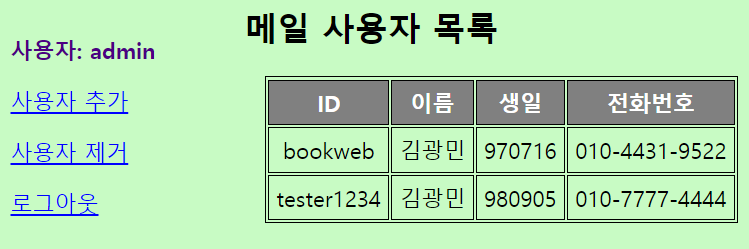 메일 사용자 목록
사용자: admin
사용자 추가
사용자 제거
로그아웃
ID 이름 생일 전화번호
bookweb 김광민 970716 010-4431-9522
tester1234 김광민 980905 010-7777-4444